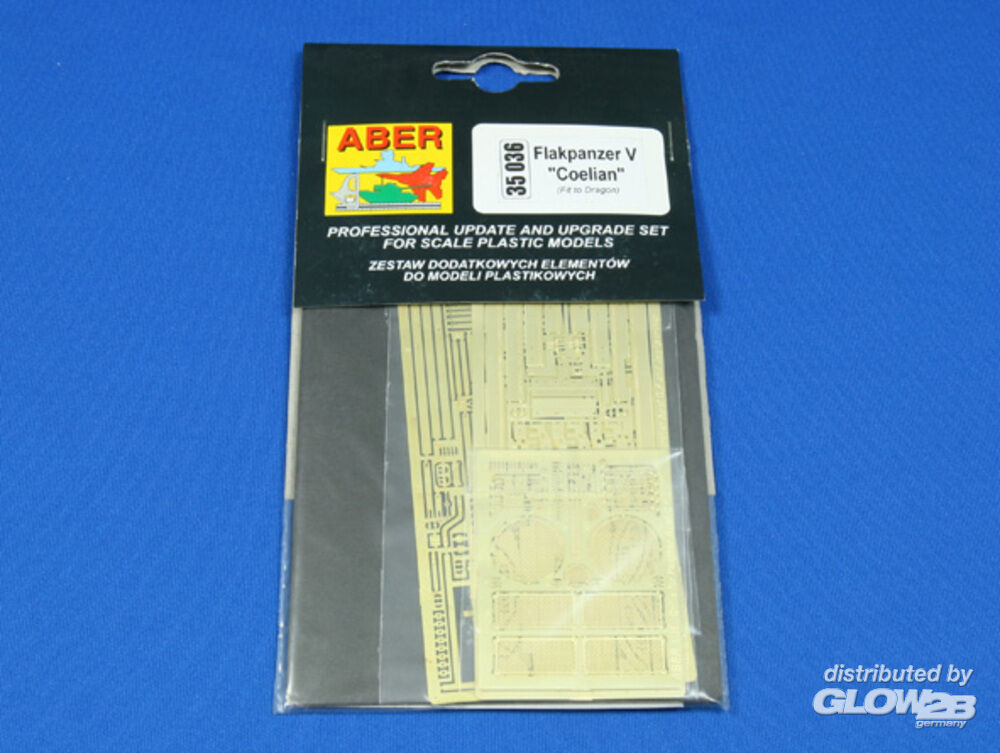 ABER
35 036
Flakpanzer V
"Coelian"
(Fit to Dragon)
PROFESSIONAL UPDATE AND UPGRADE SET
FOR SCALE PLASTIC MODELS
ZESTAW DODATKOWYCH ELEMENTÓW
DO MODELI PLASTIKOWYCH
distributed by
GLOW2B
germany